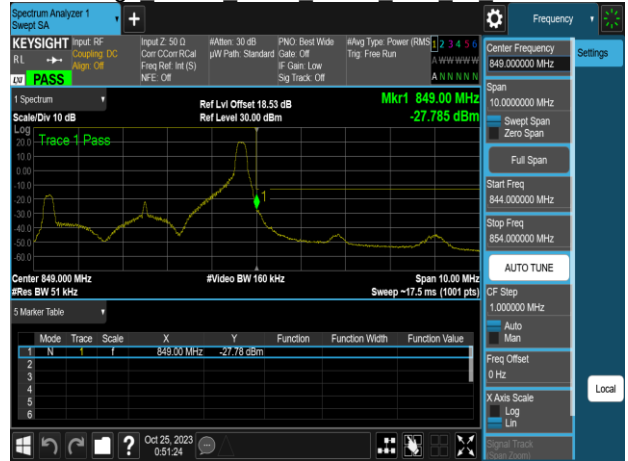 Spectrum Analyzer 1
Swept SA
Frequency
KEYSIGHT
Input: RF
Coupling: DC
Align: Off
Input Z: 50 Ω
Corr CCorr RCal
Freq Ref: Int (S)
NFE: Off
#Atten: 30 dB
µW Path: Standard
PNO: Best Wide
Gate: Off
IF Gain: Low
Sig Track: Off
#Avg Type: Power (RMS
Trig: Free Run
1 2 3 4 5 6
A W W W W W
A N N N N N
RL
LXI
PASS
1 Spectrum
Scale/Div 10 dB
Ref Lvl Offset 18.53 dB
Ref Level 30.00 dBm
Mkr1 849.00 MHz
-27.785 dBm
Log
Trace 1 Pass
20.0
10.0
0.00
-10.0
-20.0
-30.0
-40.0
-50.0
-60.0
1
Center 849.000 MHz
#Res BW 51 kHz
#Video BW 160 kHz
Span 10.00 MHz
Sweep ~17.5 ms (1001 pts)
5 Marker Table
Mode Trace Scale X Y Function Function Width Function Value
1 N 1 f 849.00 MHz -27.78 dBm
2
3
4
5
6
?
Oct 25, 2023
0:51:24
Center Frequency
849.000000 MHz
Settings
Span
10.0000000 MHz
Swept Span
Zero Span
Full Span
Start Freq
844.000000 MHz
Stop Freq
854.000000 MHz
AUTO TUNE
CF Step
1.000000 MHz
Auto
Man
Freq Offset
0 Hz
X Axis Scale
Log
Lin
Signal Track
(Span Zoom)
Local